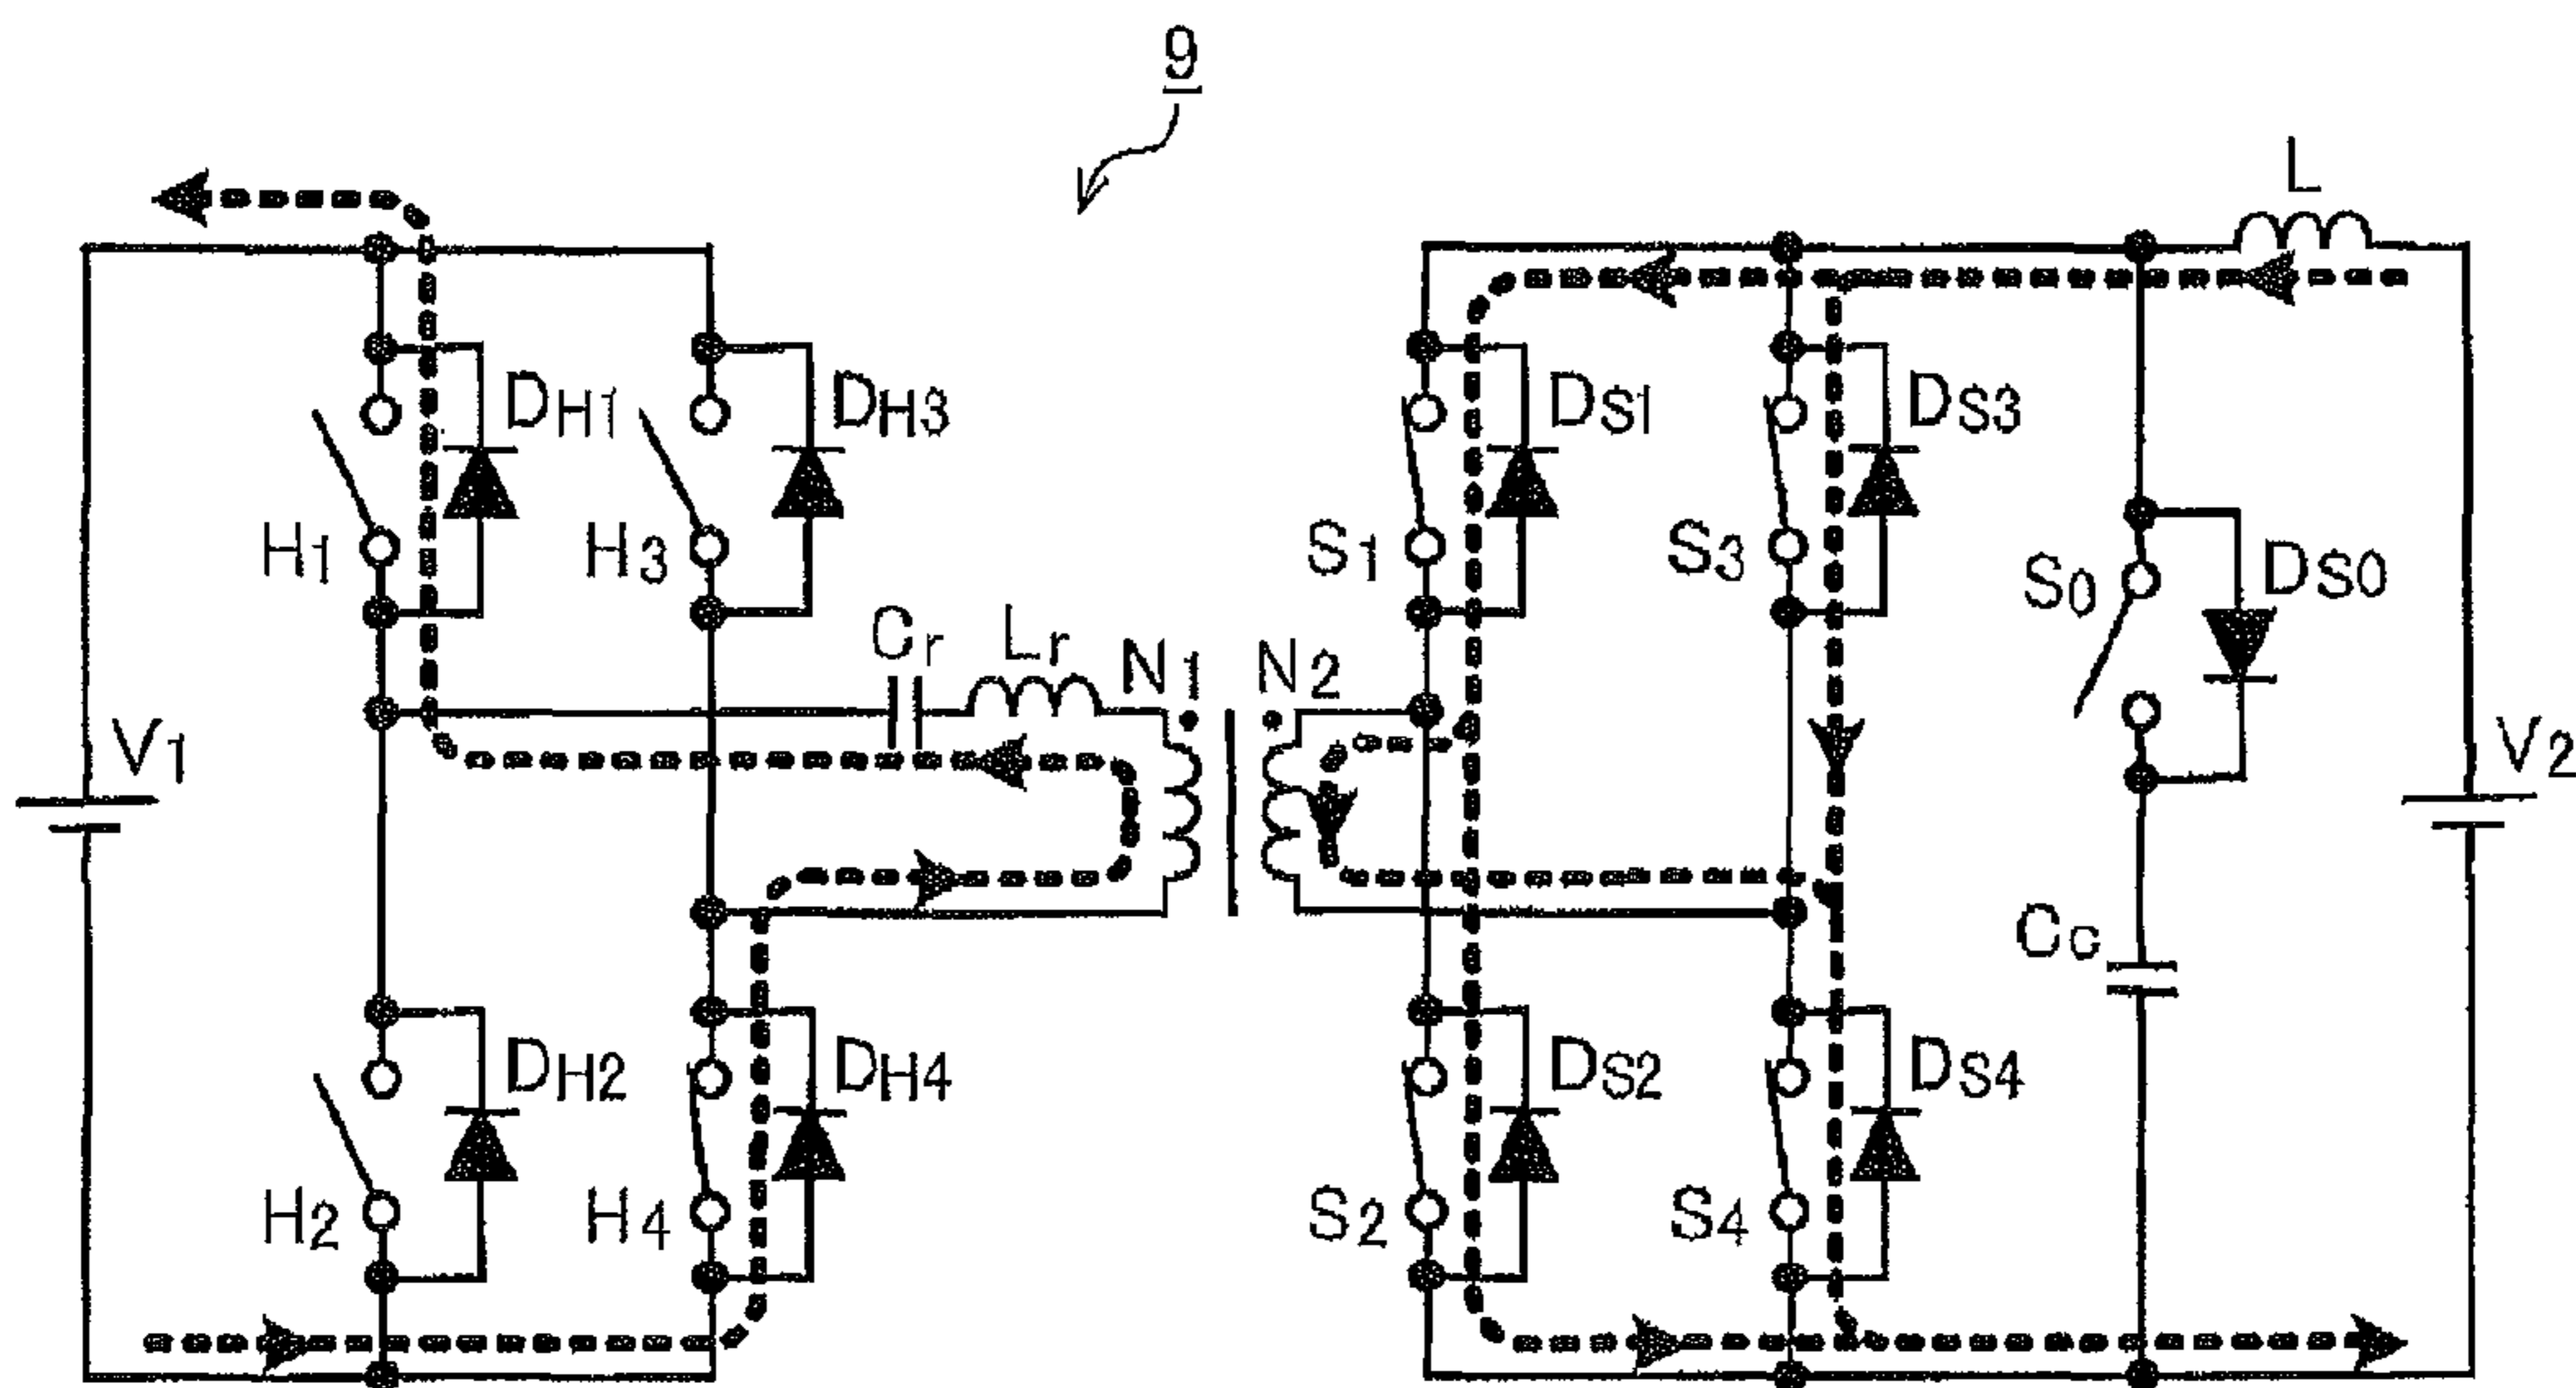 9
L
DH1
DH3
DS1
DS3
H1
H3
S1
S3
S0
DS0
Cr
Lr
N1
N2
V1
V2
Cc
DH2
DH4
DS2
DS4
H2
H4
S2
S4